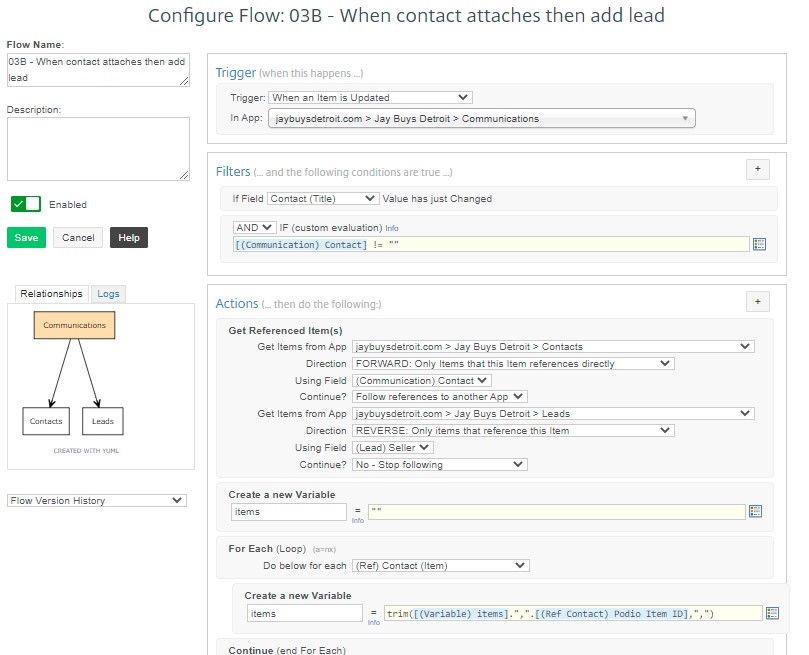 Configure Flow: 03B - When contact attaches then add lead
Flow Name:
03B - When contact attaches then add
lead
Description:
Enabled
Save Cancel Help
Relationships Logs
Communications
Contacts Leads
CREATED WITH YUML
Flow Version History
Trigger (when this happens ...)
Trigger: When an Item is Updated
In App: jaybuysdetroit.com > Jay Buys Detroit > Communications
Filters (... and the following conditions are true ...)
+
If Field Contact (Title) Value has just Changed
AND IF (custom evaluation) Info
[(Communication) Contact] != ""
Actions (... then do the following:)
+
Get Referenced Item(s)
Get Items from App jaybuysdetroit.com > Jay Buys Detroit > Contacts
Direction FORWARD: Only Items that this Item references directly
Using Field (Communication) Contact
Continue? Follow references to another App
Get Items from App jaybuysdetroit.com > Jay Buys Detroit > Leads
Direction REVERSE: Only items that reference this Item
Using Field (Lead) Seller
Continue? No - Stop following
Create a new Variable
items = ""
Info
For Each (Loop) (a=nx)
Do below for each (Ref) Contact (Item)
Create a new Variable
items = trim([(Variable) items].",".[(Ref Contact) Podio Item ID],",")
Info
Continue (end For Each)